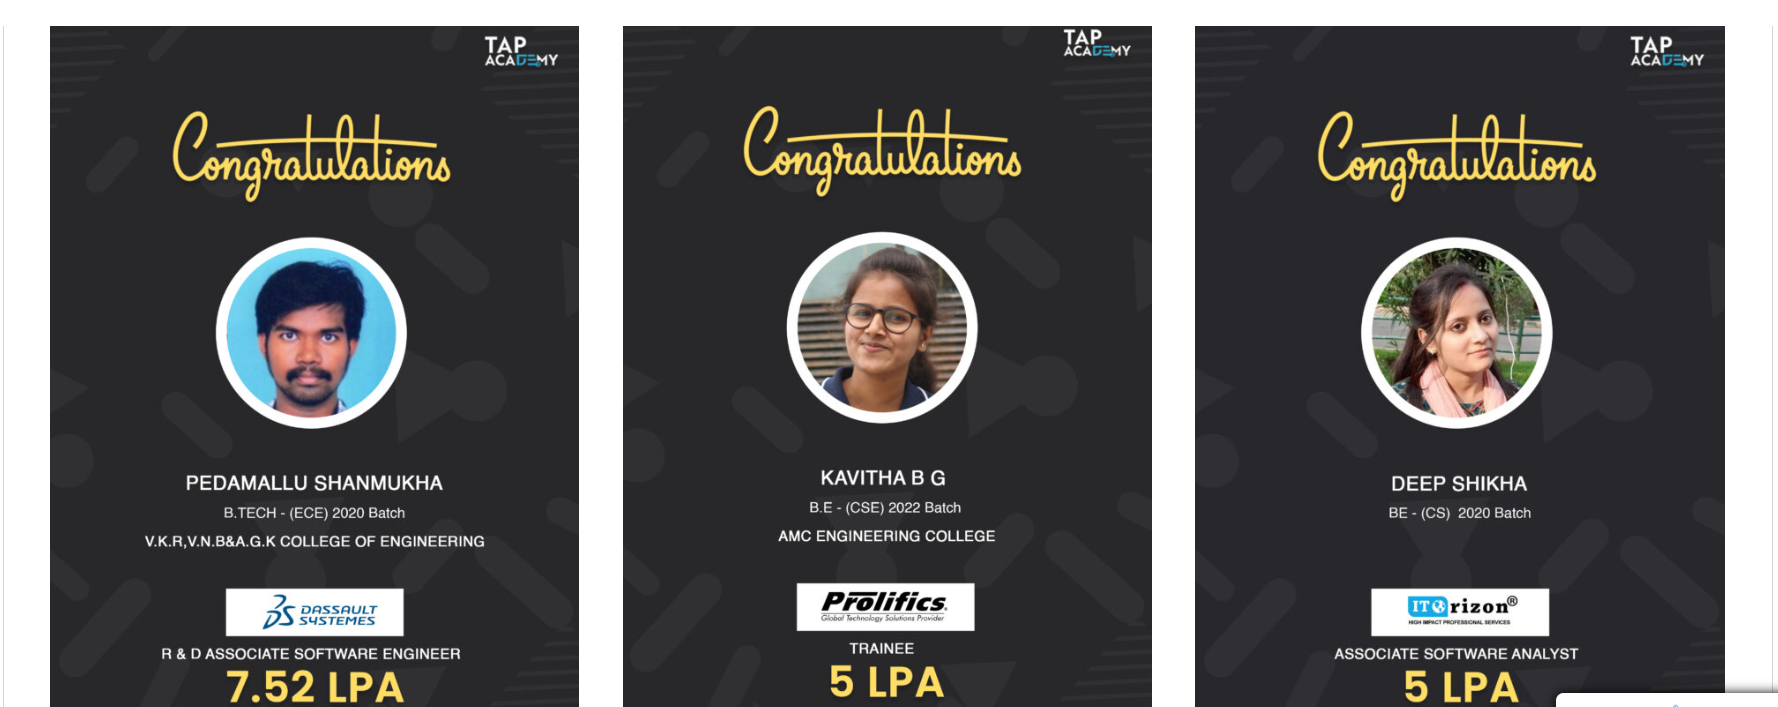 TAP
ACADEMY
Congratulations
PEDAMALLU SHANMUKHA
B.TECH - (ECE) 2020 Batch
V.K.R,V.N.B&A.G.K COLLEGE OF ENGINEERING
DASSAULT
SYSTEMES
R & D ASSOCIATE SOFTWARE ENGINEER
7.52 LPA
TAP
ACADEMY
Congratulations
KAVITHA B G
B.E - (CSE) 2022 Batch
AMC ENGINEERING COLLEGE
Prolifics.
Global Technology Solutions Provider
TRAINEE
5 LPA
TAP
ACADEMY
Congratulations
DEEP SHIKHA
BE - (CS) 2020 Batch
ITOrizon®
HIGH IMPACT PROFESSIONAL SERVICES
ASSOCIATE SOFTWARE ANALYST
5 LPA